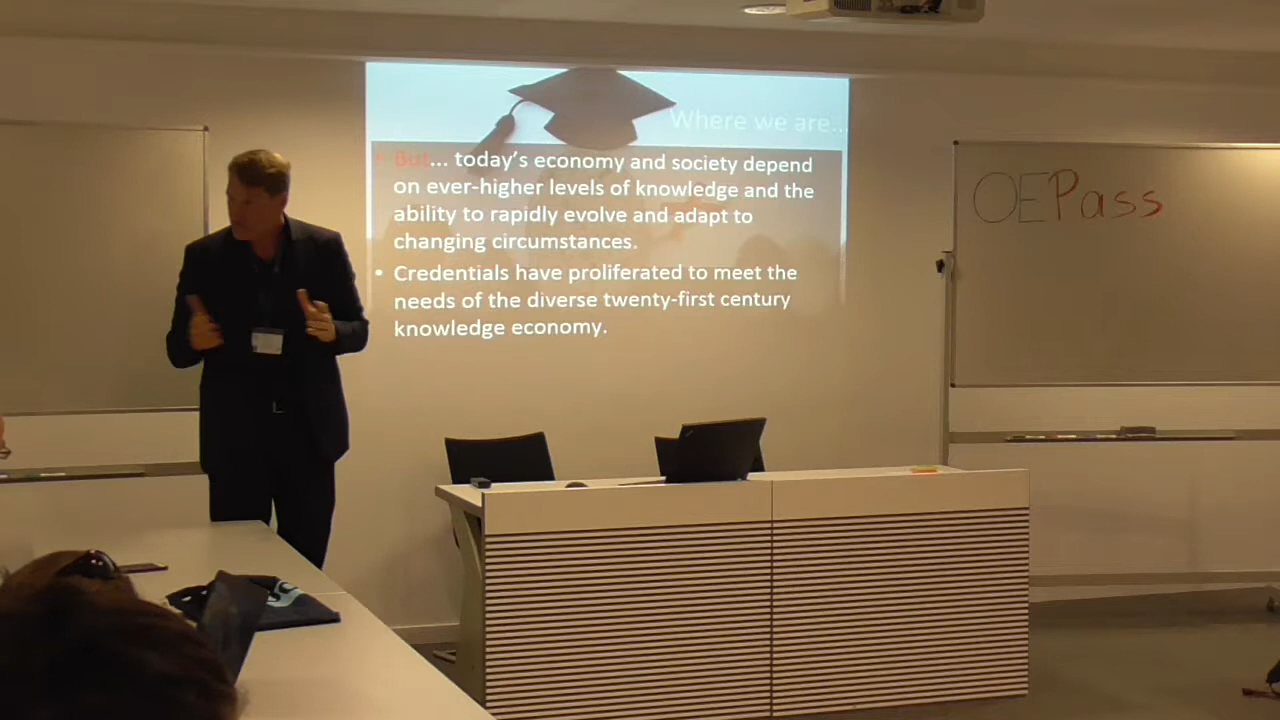 Where we are...
• But... today's economy and society depend
on ever-higher levels of knowledge and the
ability to rapidly evolve and adapt to
changing circumstances.
• Credentials have proliferated to meet the
needs of the diverse twenty-first century
knowledge economy.
OEPass